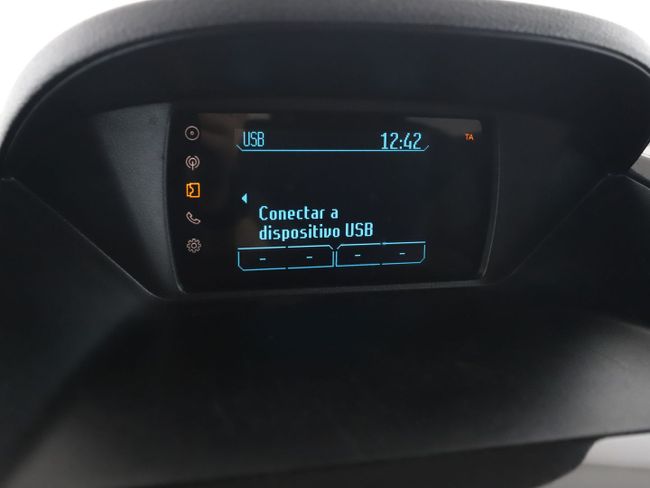 USB 12:42 TA
Conectar a
dispositivo USB
- - - -